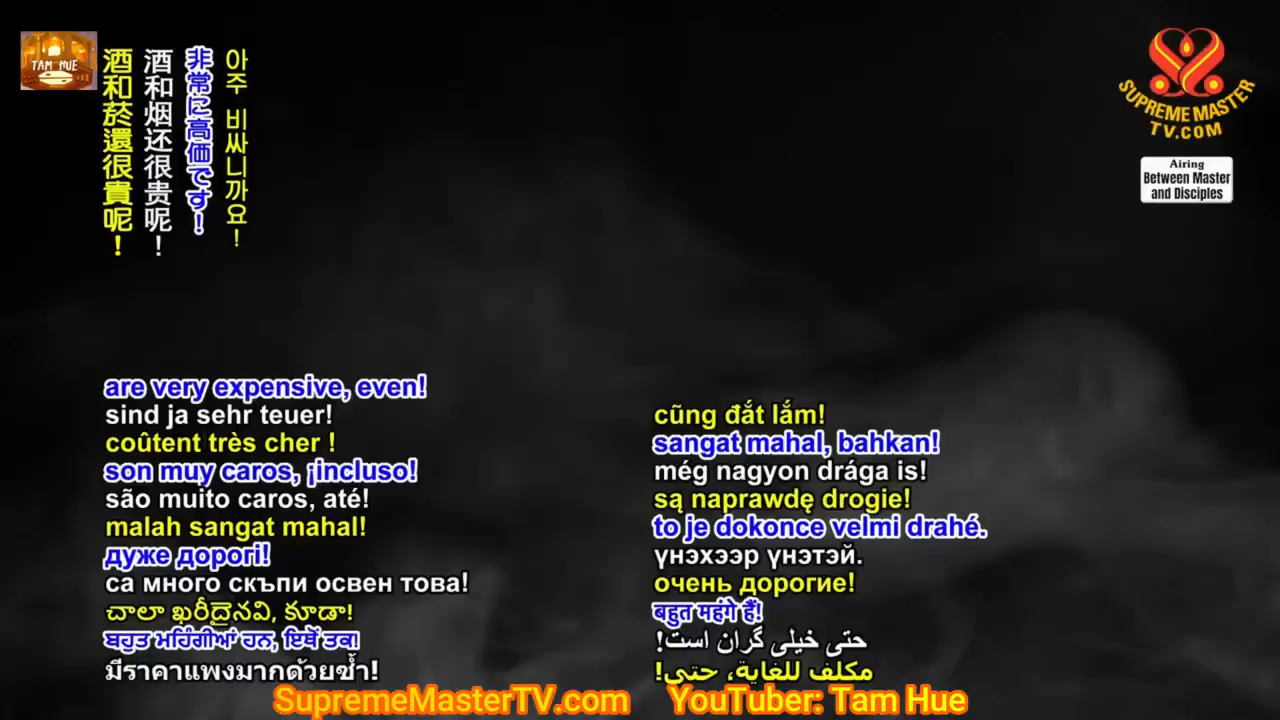 TAM HUE
酒和菸還很貴呢！
酒和烟还很贵呢！
非常に高価です！
아주 비싸니까요!
SUPREME MASTER
TV.COM
Airing
Between Master
and Disciples
are very expensive, even!
sind ja sehr teuer!
coûtent très cher !
son muy caros, ¡incluso!
são muito caros, até!
malah sangat mahal!
дуже дорогі!
са много скъпи освен това!
చాలా ఖరీదైనవి, కూడా!
ਬਹੁਤ ਮਹਿੰਗੀਆਂ ਹਨ, ਇਥੋਂ ਤਕ!
มีราคาแพงมากด้วยซ้ำ!
cũng đắt lắm!
sangat mahal, bahkan!
még nagyon drága is!
są naprawdę drogie!
to je dokonce velmi drahé.
үнэхээр үнэтэй.
очень дорогие!
बहुत महंगे हैं!
حتی خیلی گران است!
مكلف للغاية، حتى!
SupremeMasterTV.com YouTuber: Tam Hue